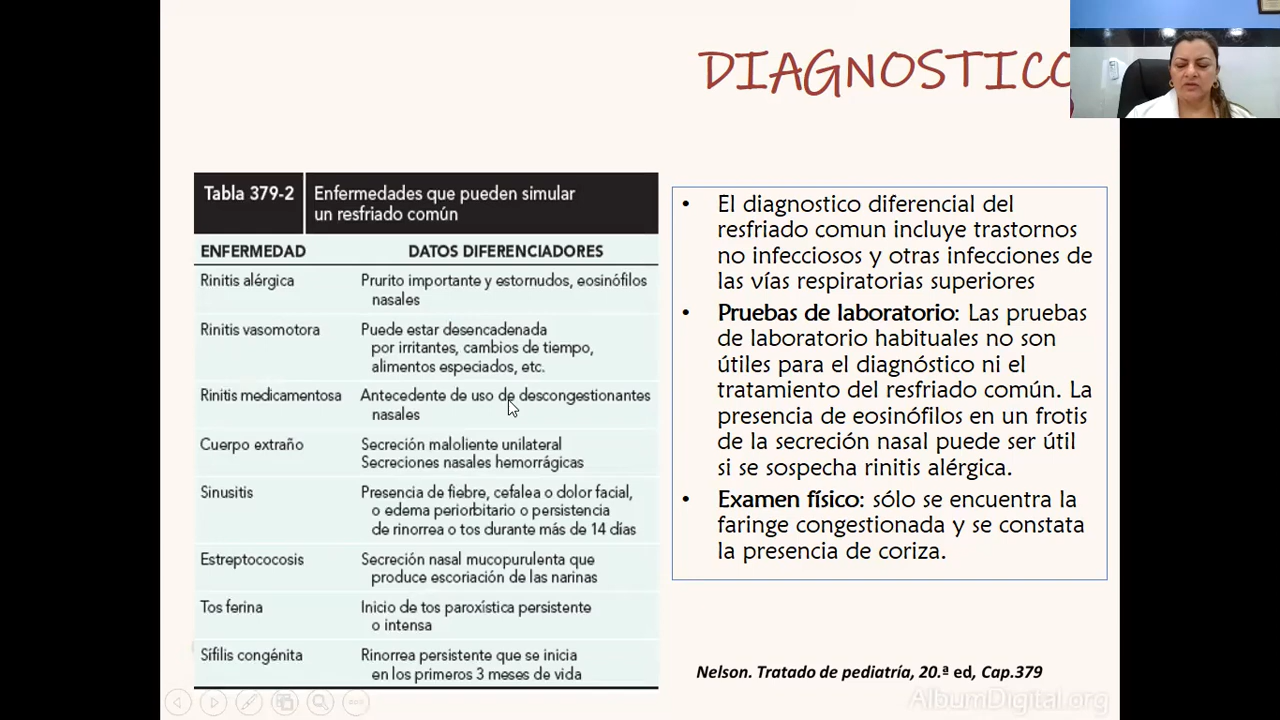 DIAGNOSTICO
Tabla 379-2
Enfermedades que pueden simular
un resfriado común
ENFERMEDAD
DATOS DIFERENCIADORES
Rinitis alérgica
Prurito importante y estornudos, eosinófilos
nasales
Rinitis vasomotora
Puede estar desencadenada
por irritantes, cambios de tiempo,
alimentos especiados, etc.
Rinitis medicamentosa
Antecedente de uso de descongestionantes
nasales
Cuerpo extraño
Secreción maloliente unilateral
Secreciones nasales hemorrágicas
Sinusitis
Presencia de fiebre, cefalea o dolor facial,
o edema periorbitario o persistencia
de rinorrea o tos durante más de 14 días
Estreptococosis
Secreción nasal mucopurulenta que
produce escoriación de las narinas
Tos ferina
Inicio de tos paroxística persistente
o intensa
Sífilis congénita
Rinorrea persistente que se inicia
en los primeros 3 meses de vida
• El diagnostico diferencial del
resfriado comun incluye trastornos
no infecciosos y otras infecciones de
las vías respiratorias superiores
• Pruebas de laboratorio: Las pruebas
de laboratorio habituales no son
útiles para el diagnóstico ni el
tratamiento del resfriado común. La
presencia de eosinófilos en un frotis
de la secreción nasal puede ser útil
si se sospecha rinitis alérgica.
• Examen físico: sólo se encuentra la
faringe congestionada y se constata
la presencia de coriza.
Nelson. Tratado de pediatría, 20.ª ed, Cap.379
AlbumDigital.org